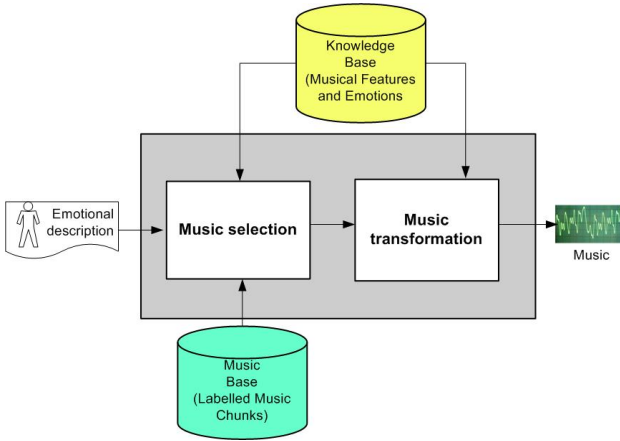 Knowledge
Base
(Musical Features
and Emotions
Emotional
description
Music selection
Music
transformation
Music
Music
Base
(Labelled Music
Chunks)